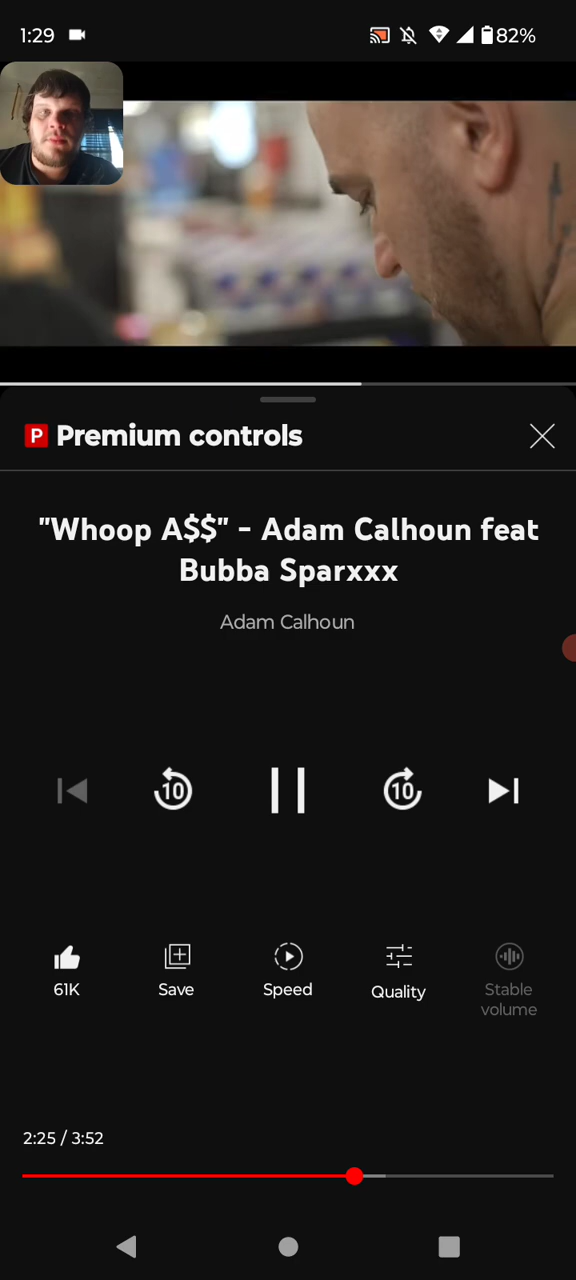 1:29
82%
P Premium controls
"Whoop A$$" - Adam Calhoun feat
Bubba Sparxxx
Adam Calhoun
10
10
61K
Save
Speed
Quality
Stable
volume
2:25 / 3:52